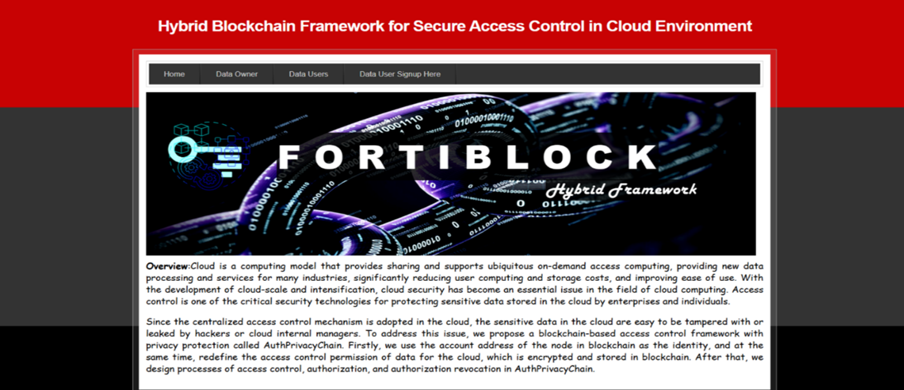 Hybrid Blockchain Framework for Secure Access Control in Cloud Environment
Home Data Owner Data Users Data User Signup Here
FORTIBLOCK
Hybrid Framework
Overview:Cloud is a computing model that provides sharing and supports ubiquitous on-demand access computing, providing new data
processing and services for many industries, significantly reducing user computing and storage costs, and improving ease of use. With
the development of cloud-scale and intensification, cloud security has become an essential issue in the field of cloud computing. Access
control is one of the critical security technologies for protecting sensitive data stored in the cloud by enterprises and individuals.
Since the centralized access control mechanism is adopted in the cloud, the sensitive data in the cloud are easy to be tampered with or
leaked by hackers or cloud internal managers. To address this issue, we propose a blockchain-based access control framework with
privacy protection called AuthPrivacyChain. Firstly, we use the account address of the node in blockchain as the identity, and at the
same time, redefine the access control permission of data for the cloud, which is encrypted and stored in blockchain. After that, we
design processes of access control, authorization, and authorization revocation in AuthPrivacyChain.